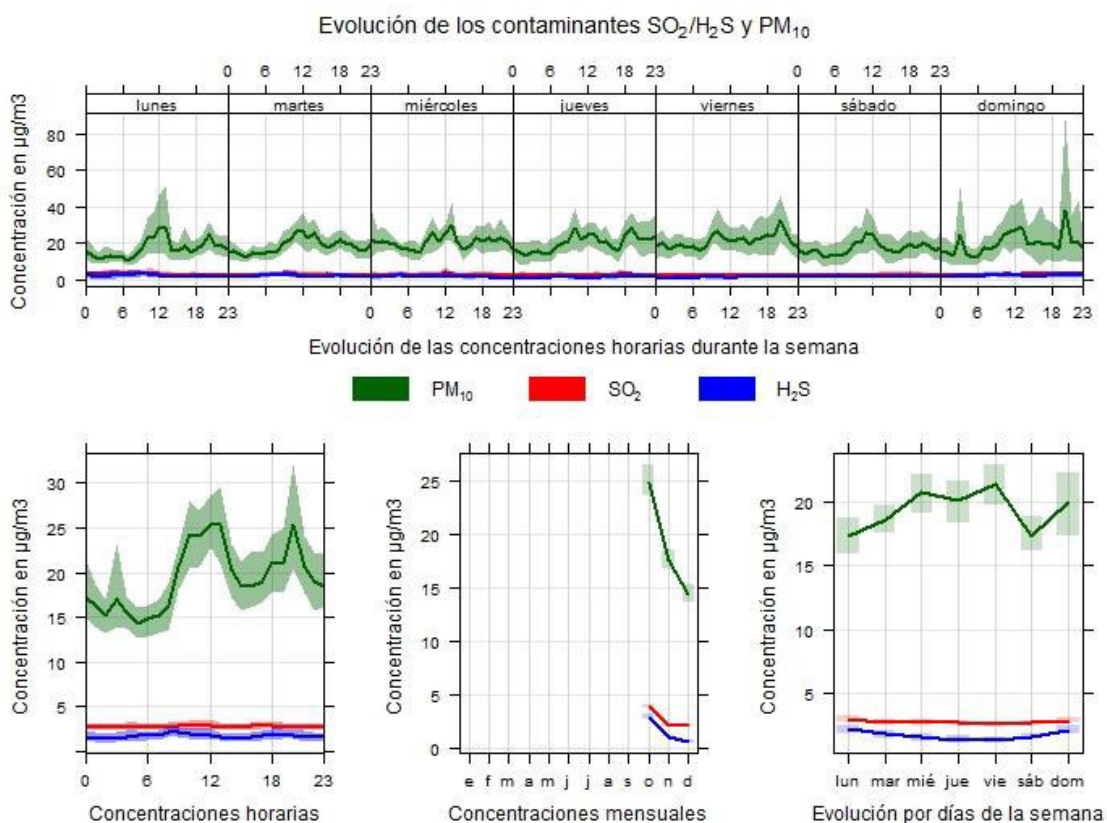 Evolución de los contaminantes SO₂/H₂S y PM₁₀
0 6 12 18 23 0 6 12 18 23 0 6 12 18 23
lunes martes miércoles jueves viernes sábado domingo
Concentración en µg/m3
80
60
40
20
0
0 6 12 18 23 0 6 12 18 23 0 6 12 18 23 0 6 12 18 23
Evolución de las concentraciones horarias durante la semana
PM₁₀ SO₂ H₂S
Concentración en µg/m3
30
25
20
15
10
5
0 6 12 18 23
Concentraciones horarias
Concentración en µg/m3
25
20
15
10
5
0
e f m a m j j a s o n d
Concentraciones mensuales
Concentración en µg/m3
20
15
10
5
lun mar mié jue vie sáb dom
Evolución por días de la semana